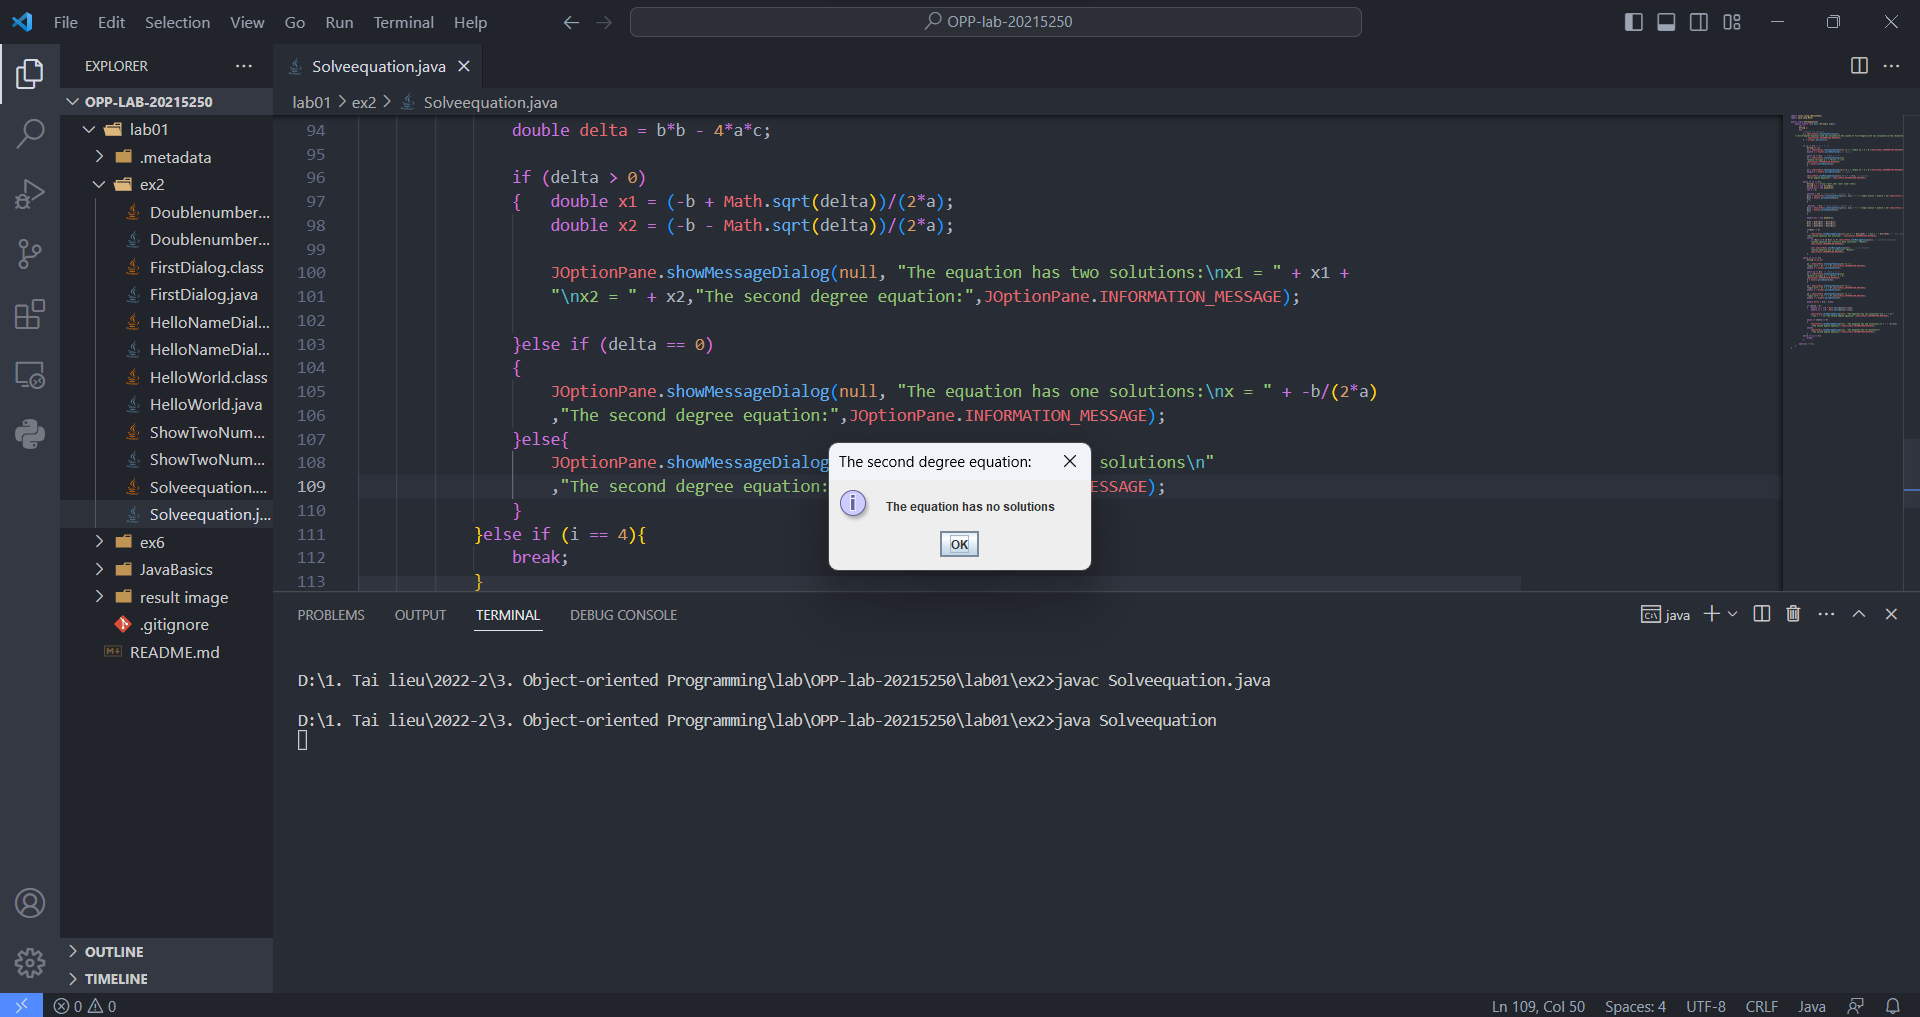 File Edit Selection View Go Run Terminal Help
OPP-lab-20215250
EXPLORER
OPP-LAB-20215250
lab01
.metadata
ex2
Doublenumber...
Doublenumber...
FirstDialog.class
FirstDialog.java
HelloNameDial...
HelloNameDial...
HelloWorld.class
HelloWorld.java
ShowTwoNum...
ShowTwoNum...
Solveequation....
Solveequation.j...
ex6
JavaBasics
result image
.gitignore
README.md
OUTLINE
TIMELINE
Solveequation.java
lab01 > ex2 > Solveequation.java
94 double delta = b*b - 4*a*c;
95
96 if (delta > 0)
97 { double x1 = (-b + Math.sqrt(delta))/(2*a);
98 double x2 = (-b - Math.sqrt(delta))/(2*a);
99
100 JOptionPane.showMessageDialog(null, "The equation has two solutions:\nx1 = " + x1 +
101 "\nx2 = " + x2,"The second degree equation:",JOptionPane.INFORMATION_MESSAGE);
102
103 }else if (delta == 0)
104 {
105 JOptionPane.showMessageDialog(null, "The equation has one solutions:\nx = " + -b/(2*a)
106 ,"The second degree equation:",JOptionPane.INFORMATION_MESSAGE);
107 }else{
108 JOptionPane.showMessageDialog solutions\n"
109 ,"The second degree equation: ESSAGE);
110 }
111 }else if (i == 4){
112 break;
113 }
The second degree equation:
The equation has no solutions
OK
PROBLEMS OUTPUT TERMINAL DEBUG CONSOLE
java
D:\1. Tai lieu\2022-2\3. Object-oriented Programming\lab\OPP-lab-20215250\lab01\ex2>javac Solveequation.java
D:\1. Tai lieu\2022-2\3. Object-oriented Programming\lab\OPP-lab-20215250\lab01\ex2>java Solveequation
0 0
Ln 109, Col 50 Spaces: 4 UTF-8 CRLF Java